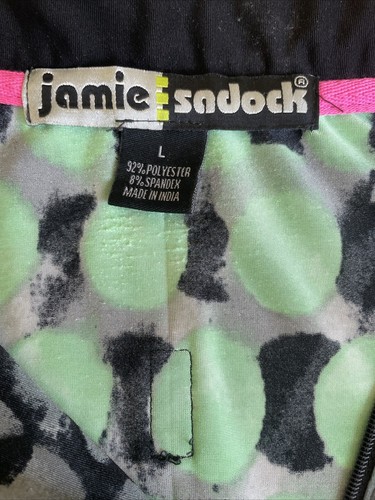 jamie sadock®
L
92% POLYESTER
8% SPANDEX
MADE IN INDIA